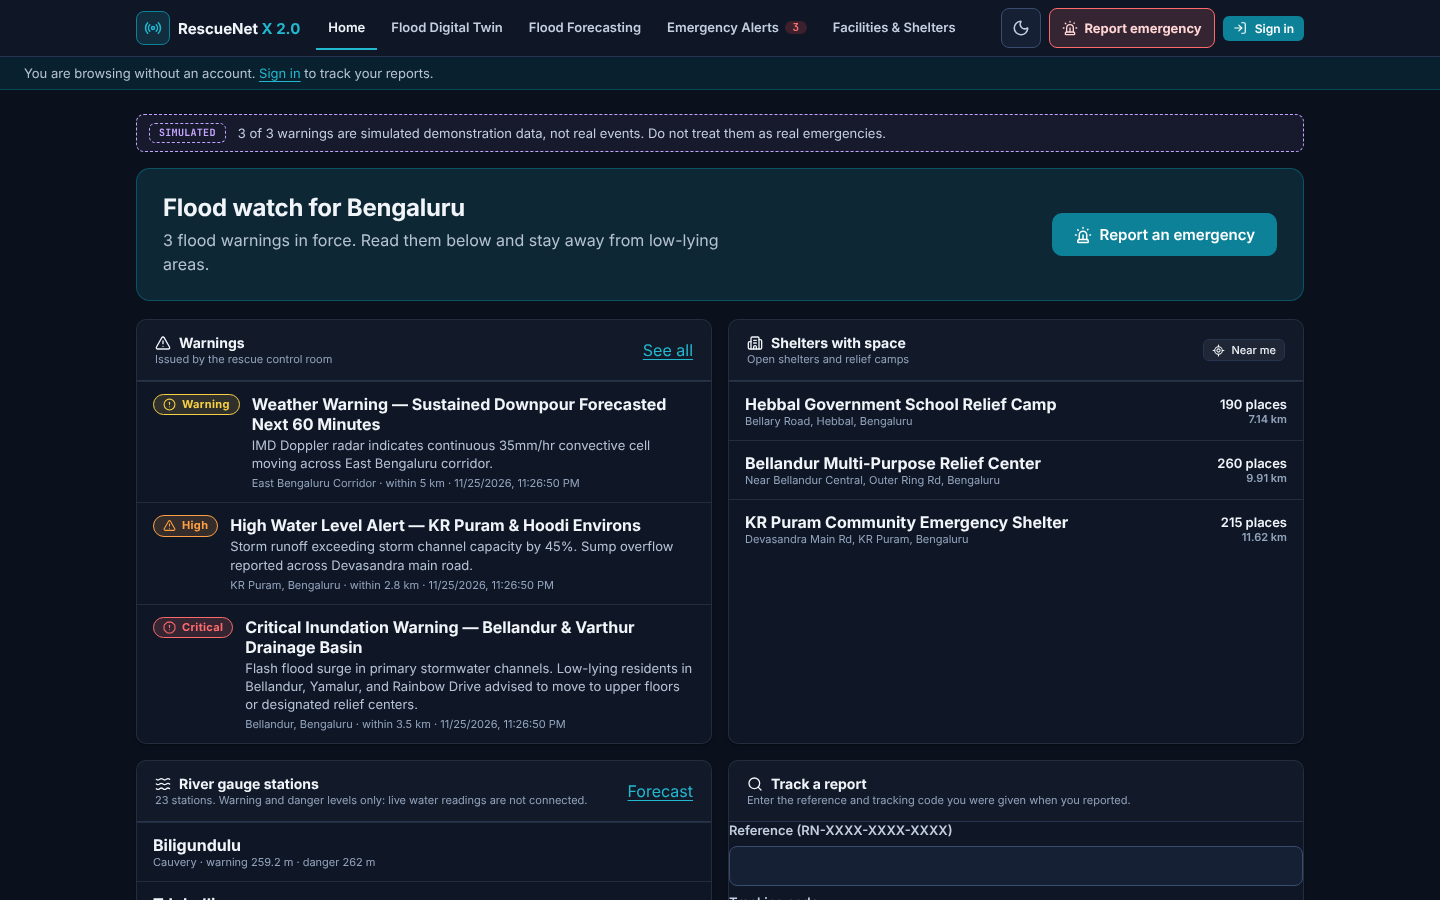 RescueNet X 2.0
Home
Flood Digital Twin
Flood Forecasting
Emergency Alerts 3
Facilities & Shelters
Report emergency
Sign in
You are browsing without an account. Sign in to track your reports.
SIMULATED 3 of 3 warnings are simulated demonstration data, not real events. Do not treat them as real emergencies.
Flood watch for Bengaluru
3 flood warnings in force. Read them below and stay away from low-lying
areas.
Report an emergency
Warnings
Issued by the rescue control room
See all
Warning
Weather Warning — Sustained Downpour Forecasted
Next 60 Minutes
IMD Doppler radar indicates continuous 35mm/hr convective cell
moving across East Bengaluru corridor.
East Bengaluru Corridor · within 5 km · 11/25/2026, 11:26:50 PM
High
High Water Level Alert — KR Puram & Hoodi Environs
Storm runoff exceeding storm channel capacity by 45%. Sump overflow
reported across Devasandra main road.
KR Puram, Bengaluru · within 2.8 km · 11/25/2026, 11:26:50 PM
Critical
Critical Inundation Warning — Bellandur & Varthur
Drainage Basin
Flash flood surge in primary stormwater channels. Low-lying residents in
Bellandur, Yamalur, and Rainbow Drive advised to move to upper floors
or designated relief centers.
Bellandur, Bengaluru · within 3.5 km · 11/25/2026, 11:26:50 PM
Shelters with space
Open shelters and relief camps
Near me
Hebbal Government School Relief Camp
Bellary Road, Hebbal, Bengaluru
190 places
7.14 km
Bellandur Multi-Purpose Relief Center
Near Bellandur Central, Outer Ring Rd, Bengaluru
260 places
9.91 km
KR Puram Community Emergency Shelter
Devasandra Main Rd, KR Puram, Bengaluru
215 places
11.62 km
River gauge stations
23 stations. Warning and danger levels only: live water readings are not connected.
Forecast
Biligundulu
Cauvery · warning 259.2 m · danger 262 m
Track a report
Enter the reference and tracking code you were given when you reported.
Reference (RN-XXXX-XXXX-XXXX)